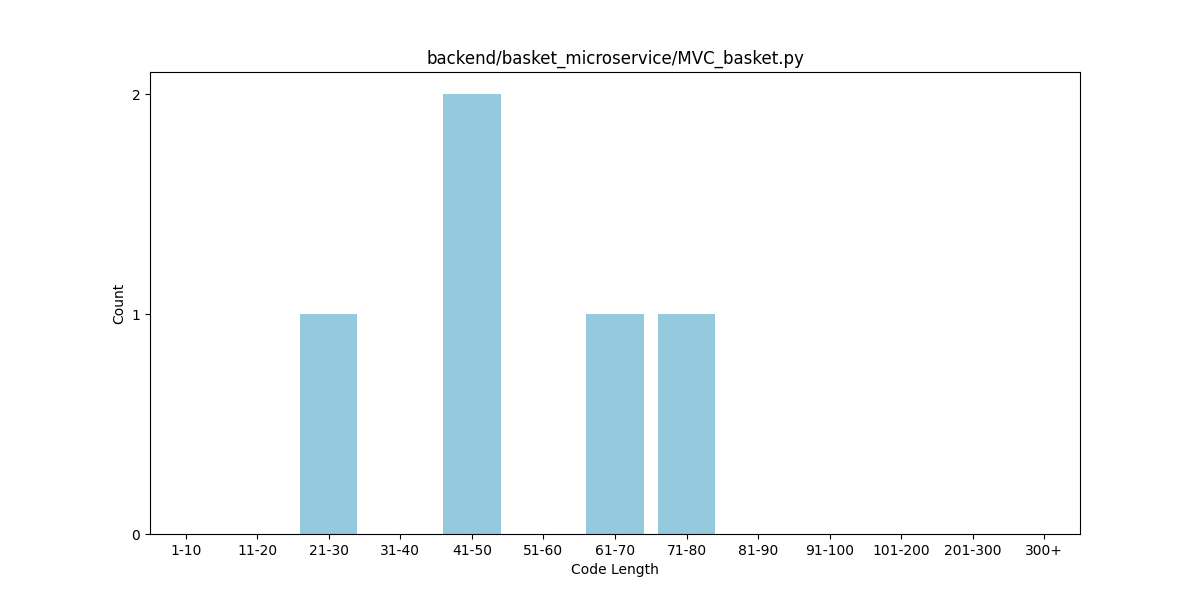 backend/basket_microservice/MVC_basket.py
2
1
0
Count
1-10 11-20 21-30 31-40 41-50 51-60 61-70 71-80 81-90 91-100 101-200 201-300 300+
Code Length